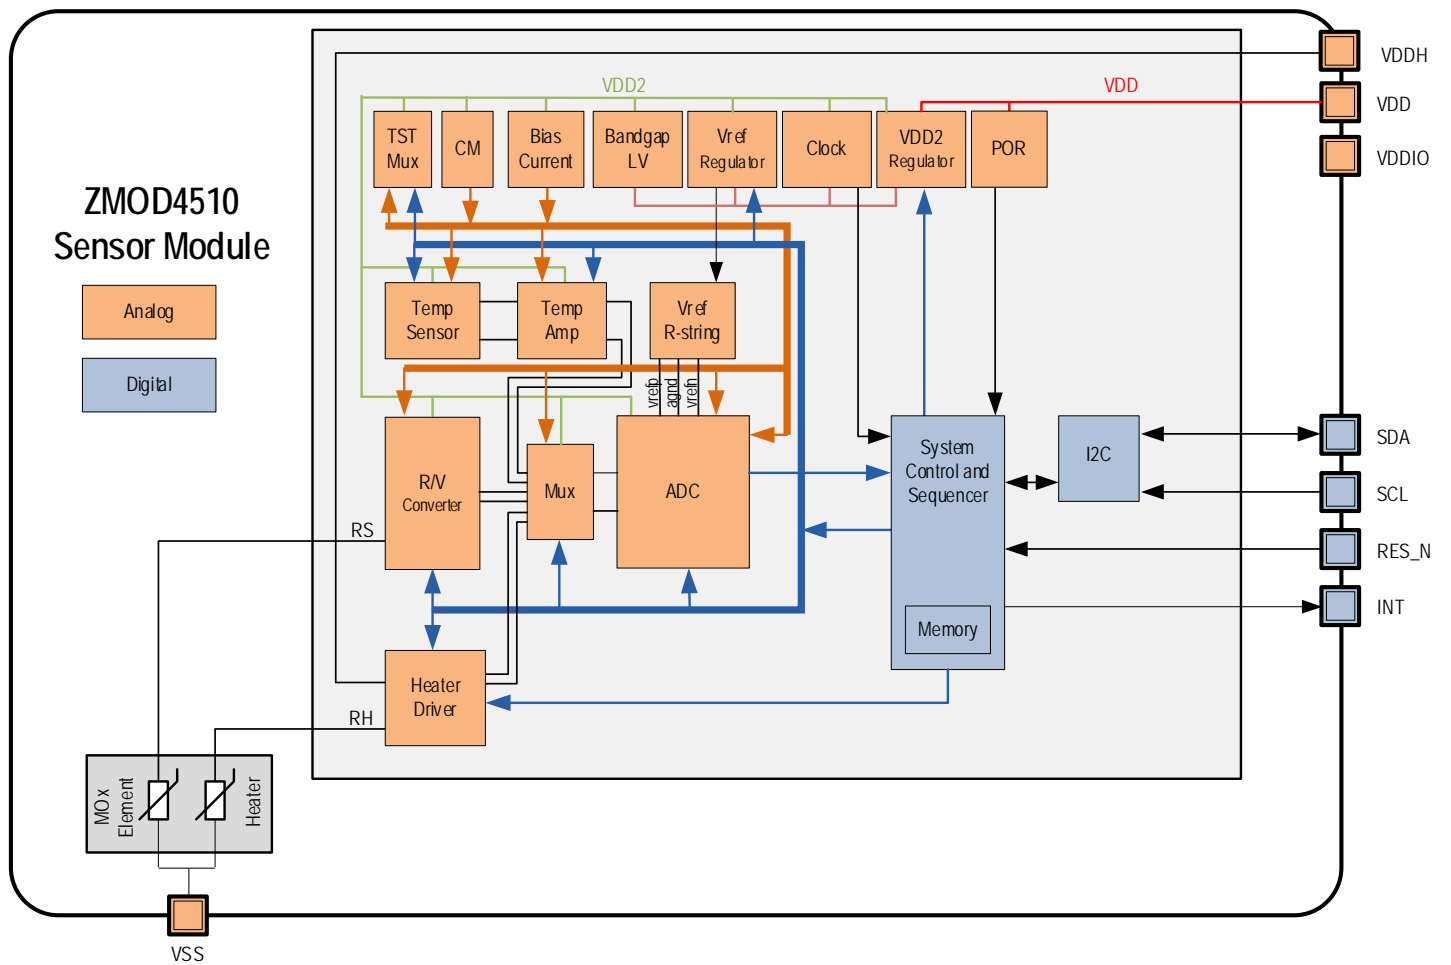 VDDH
VDD2
VDD
VDD
TST
Mux
CM
Bias
Current
Bandgap
LV
Vref
Regulator
Clock
VDD2
Regulator
POR
VDDIO
ZMOD4510
Sensor Module
Analog
Digital
Temp
Sensor
Temp
Amp
Vref
R-string
vrefp
agnd
vrefn
R/V
Converter
Mux
ADC
System
Control and
Sequencer
Memory
I2C
SDA
SCL
RES_N
INT
RS
Heater
Driver
RH
MOx
Element
Heater
VSS